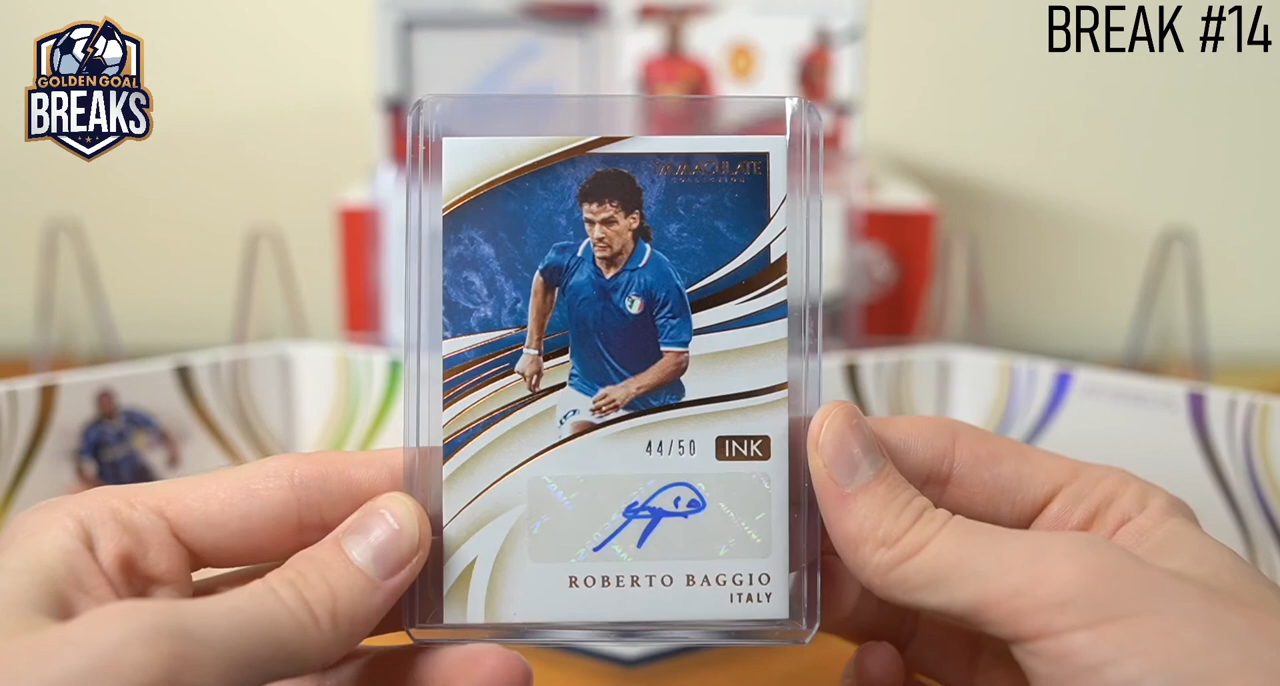 GOLDEN GOAL
BREAKS
BREAK #14
IMMACULATE
COLLECTION
44/50
INK
ROBERTO BAGGIO
ITALY